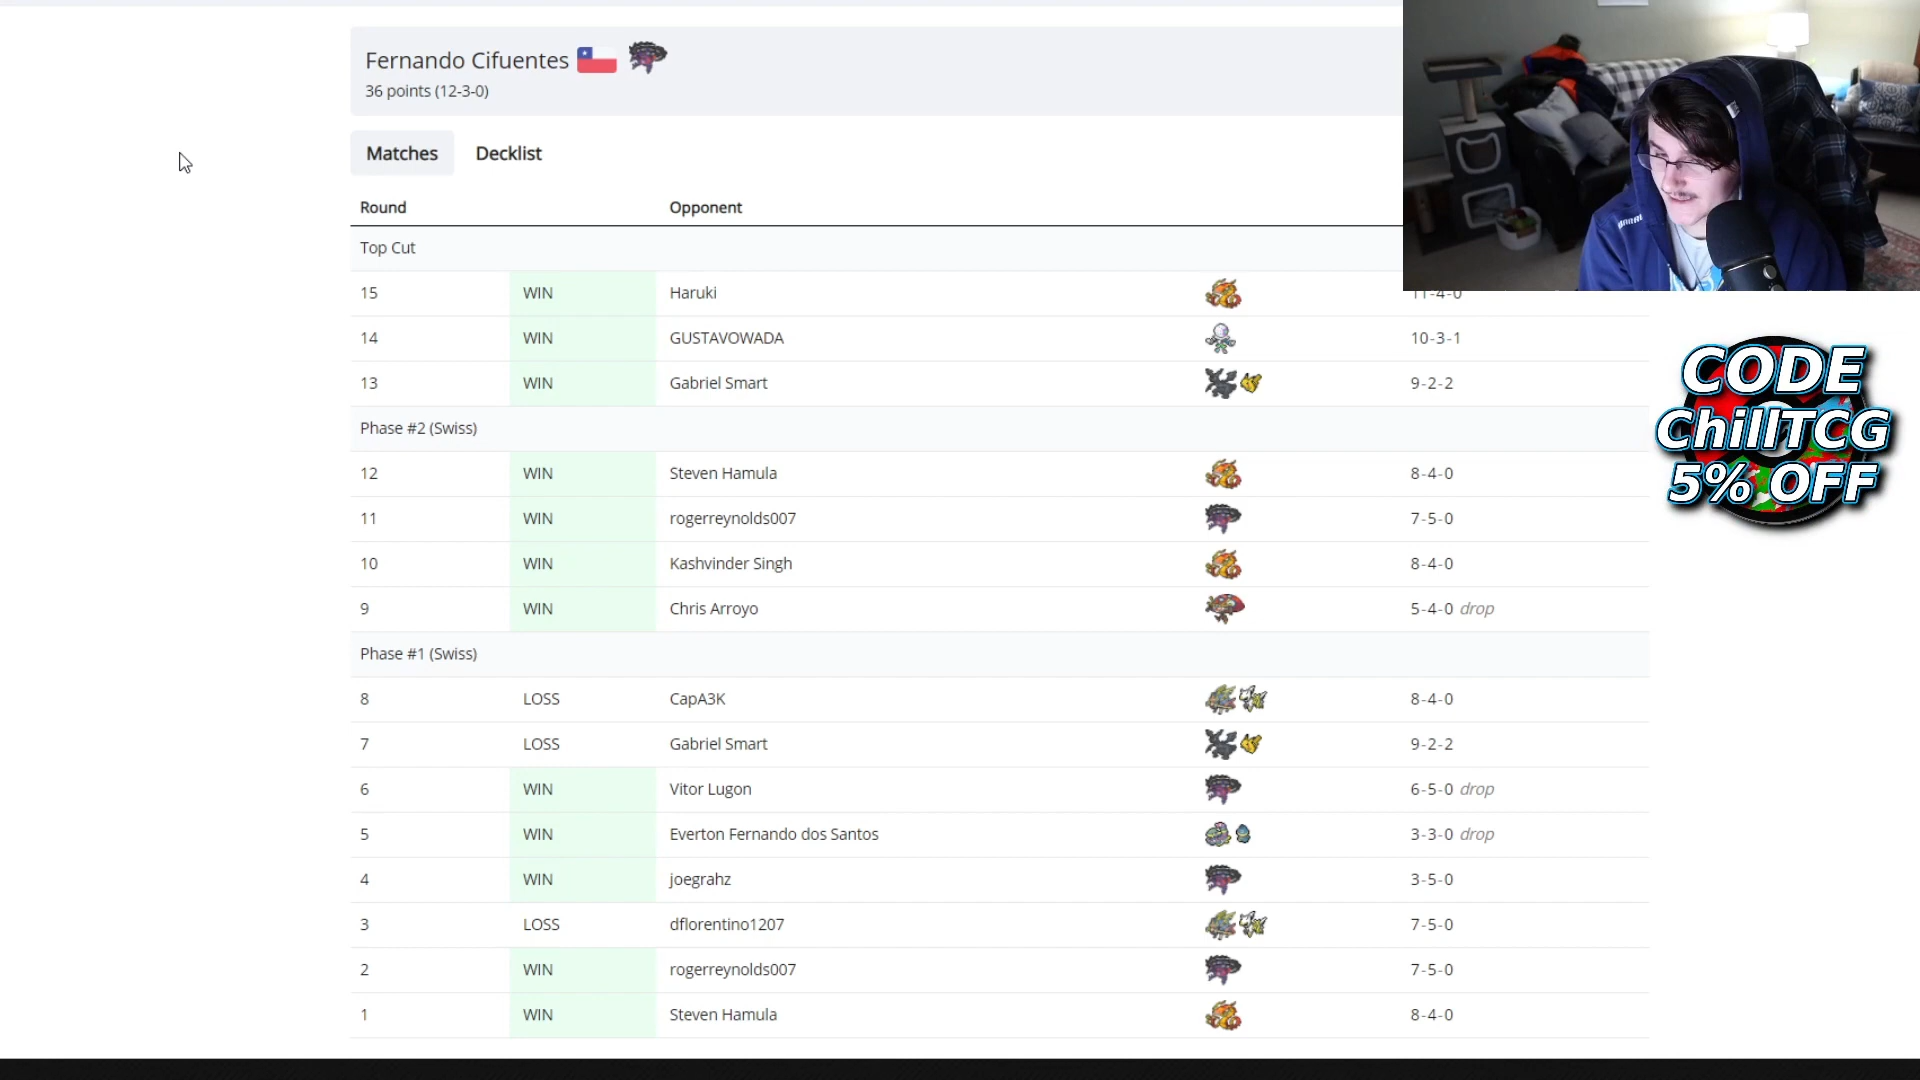 Fernando Cifuentes
36 points (12-3-0)
Matches Decklist
Round Opponent
Top Cut
15 WIN Haruki 11-4-0
14 WIN GUSTAVOWADA 10-3-1
13 WIN Gabriel Smart 9-2-2
Phase #2 (Swiss)
12 WIN Steven Hamula 8-4-0
11 WIN rogerreynolds007 7-5-0
10 WIN Kashvinder Singh 8-4-0
9 WIN Chris Arroyo 5-4-0 drop
Phase #1 (Swiss)
8 LOSS CapA3K 8-4-0
7 LOSS Gabriel Smart 9-2-2
6 WIN Vitor Lugon 6-5-0 drop
5 WIN Everton Fernando dos Santos 3-3-0 drop
4 WIN joegrahz 3-5-0
3 LOSS dflorentino1207 7-5-0
2 WIN rogerreynolds007 7-5-0
1 WIN Steven Hamula 8-4-0
CODE
ChillTCG
5% OFF